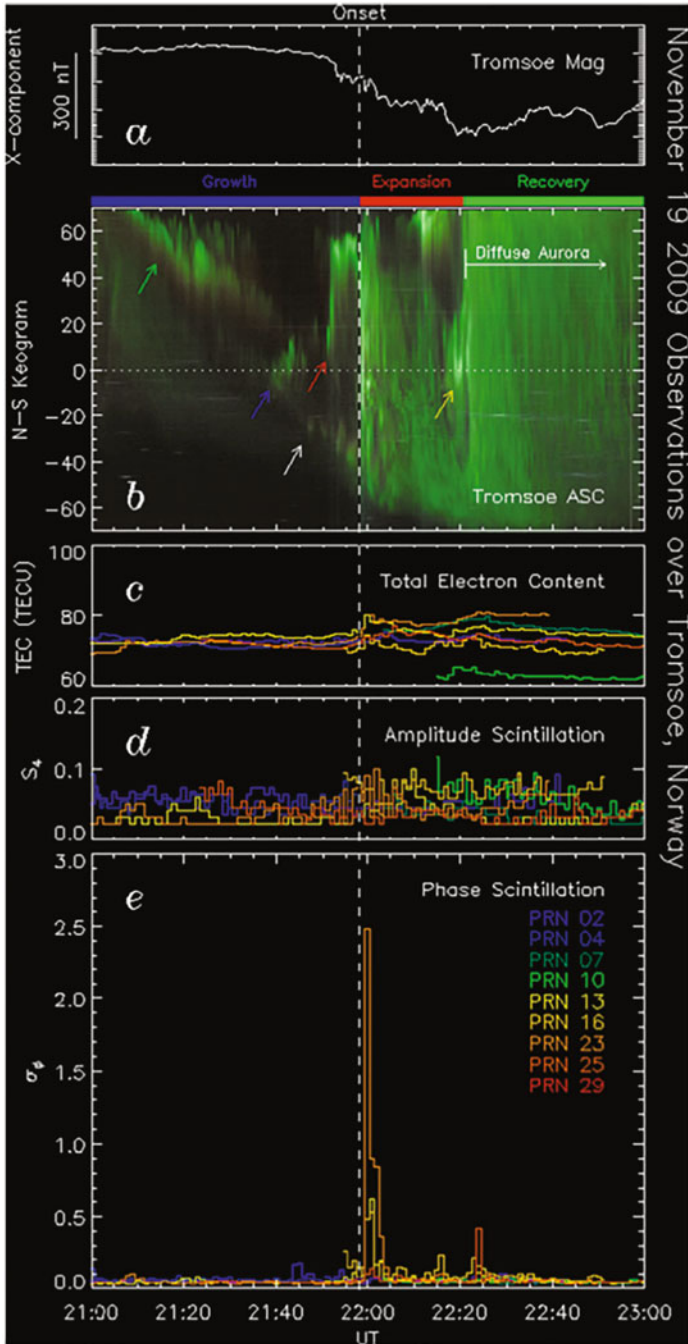 Onset
November 19 2009 Observations over Tromsoe, Norway
X-component
300 nT
Tromsoe Mag
a
Growth
Expansion
Recovery
N-S Keogram
60
40
20
0
-20
-40
-60
Diffuse Aurora
b
Tromsoe ASC
TEC (TECU)
100
80
60
c
Total Electron Content
S4
0.2
0.1
0.0
d
Amplitude Scintillation
σφ
3.0
2.5
2.0
1.5
1.0
0.5
0.0
e
Phase Scintillation
PRN 02
PRN 04
PRN 07
PRN 10
PRN 13
PRN 16
PRN 23
PRN 25
PRN 29
21:00 21:20 21:40 22:00 22:20 22:40 23:00
UT